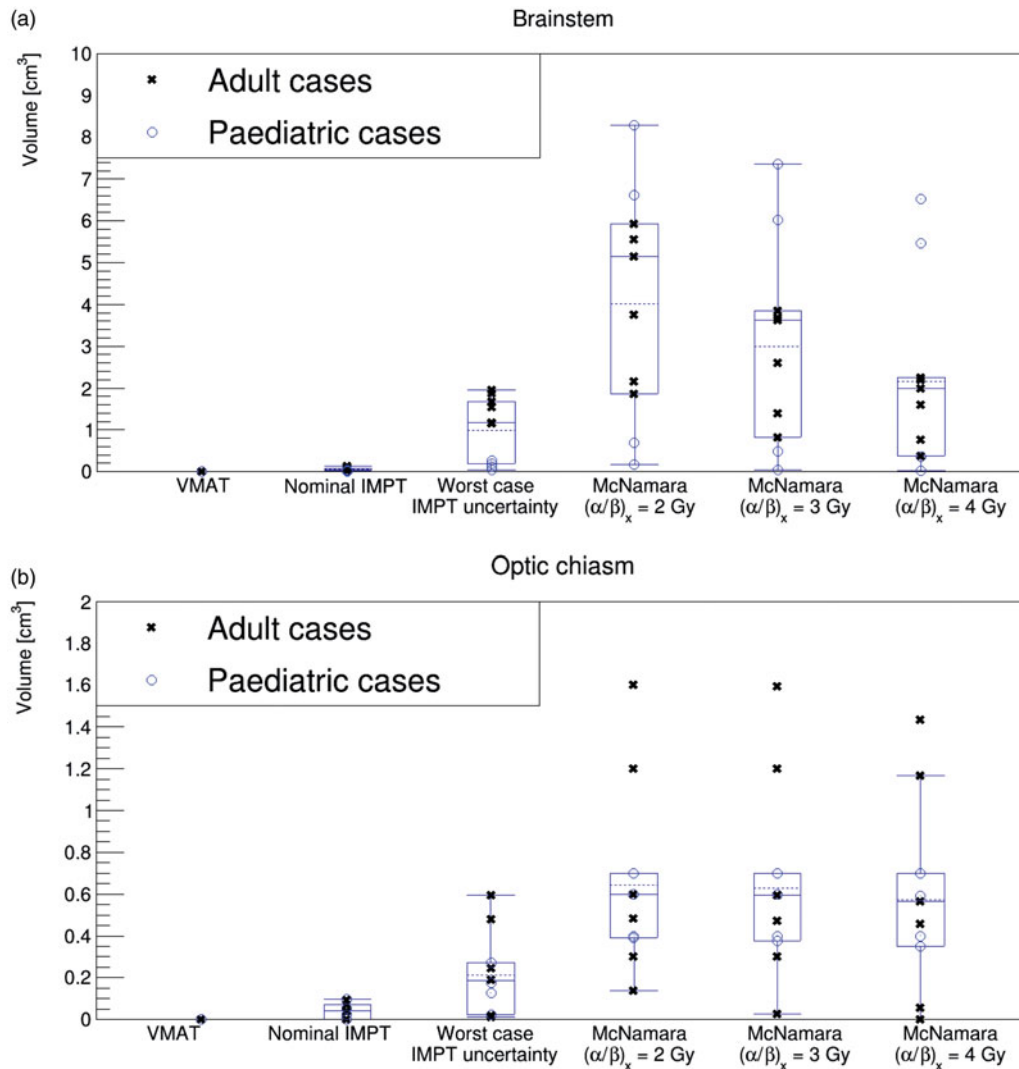 (a)
Brainstem
Volume [cm³]
10
9
8
7
6
5
4
3
2
1
0
Adult cases
Paediatric cases
VMAT
Nominal IMPT
Worst case
IMPT uncertainty
McNamara
(α/β)ₓ = 2 Gy
McNamara
(α/β)ₓ = 3 Gy
McNamara
(α/β)ₓ = 4 Gy
(b)
Optic chiasm
Volume [cm³]
2
1.8
1.6
1.4
1.2
1
0.8
0.6
0.4
0.2
0
Adult cases
Paediatric cases
VMAT
Nominal IMPT
Worst case
IMPT uncertainty
McNamara
(α/β)ₓ = 2 Gy
McNamara
(α/β)ₓ = 3 Gy
McNamara
(α/β)ₓ = 4 Gy